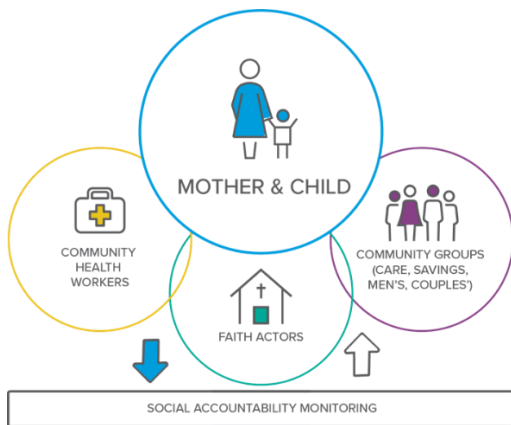 MOTHER & CHILD
COMMUNITY
HEALTH
WORKERS
COMMUNITY GROUPS
(CARE, SAVINGS,
MEN'S, COUPLES')
FAITH ACTORS
SOCIAL ACCOUNTABILITY MONITORING